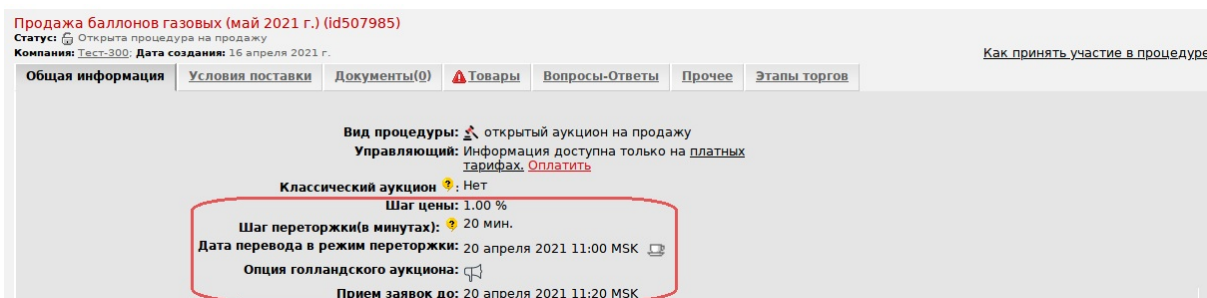 Продажа баллонов газовых (май 2021 г.) (id507985)
Статус: Открыта процедура на продажу
Компания: Тест-300; Дата создания: 16 апреля 2021 г.
Как принять участие в процедуре
Общая информация Условия поставки Документы(0) Товары Вопросы-Ответы Прочее Этапы торгов
Вид процедуры: открытый аукцион на продажу
Управляющий: Информация доступна только на платных
тарифах. Оплатить
Классический аукцион ?: Нет
Шаг цены: 1.00 %
Шаг переторжки(в минутах): ? 20 мин.
Дата перевода в режим переторжки: 20 апреля 2021 11:00 MSK
Опция голландского аукциона:
Прием заявок до: 20 апреля 2021 11:20 MSK